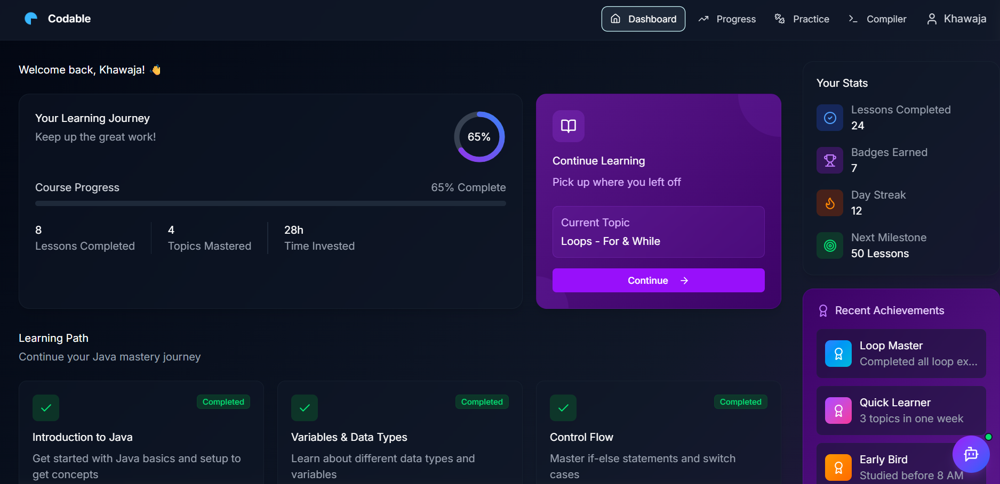 Codable
Dashboard
Progress
Practice
Compiler
Khawaja
Welcome back, Khawaja! 👋
Your Learning Journey
Keep up the great work!
65%
Course Progress
65% Complete
8
Lessons Completed
4
Topics Mastered
28h
Time Invested
Continue Learning
Pick up where you left off
Current Topic
Loops - For & While
Continue
Learning Path
Continue your Java mastery journey
Completed
Introduction to Java
Get started with Java basics and setup to
get concepts
Completed
Variables & Data Types
Learn about different data types and
variables
Completed
Control Flow
Master if-else statements and switch
cases
Your Stats
Lessons Completed
24
Badges Earned
7
Day Streak
12
Next Milestone
50 Lessons
Recent Achievements
Loop Master
Completed all loop ex...
Quick Learner
3 topics in one week
Early Bird
Studied before 8 AM